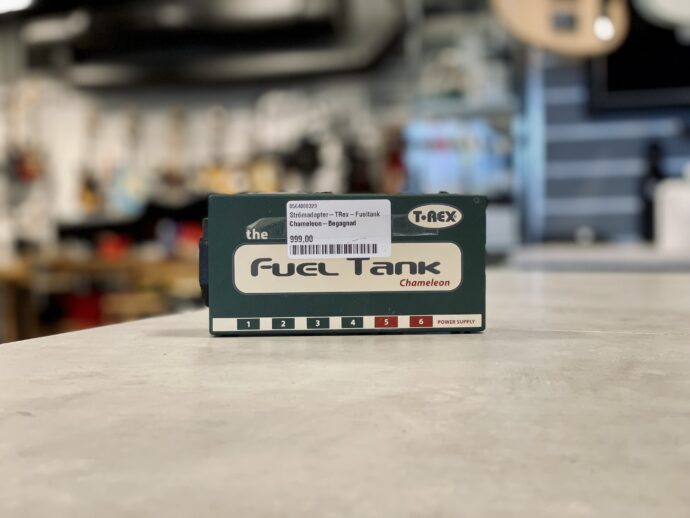 0564000329
Strömadapter – TRex – Fueltank
Chameleon – Begagnad
999,00
T-REX
the
FUEL TANK
Chameleon
1 2 3 4 5 6 POWER SUPPLY